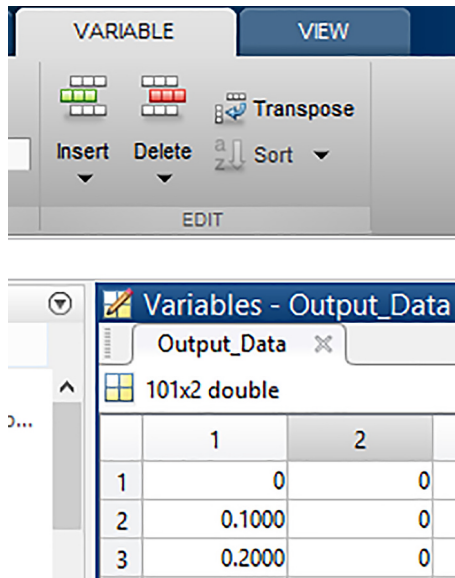 VARIABLE VIEW
Insert Delete Transpose
Sort
EDIT
Variables - Output_Data
Output_Data
101x2 double
1 2
1 0 0
2 0.1000 0
3 0.2000 0